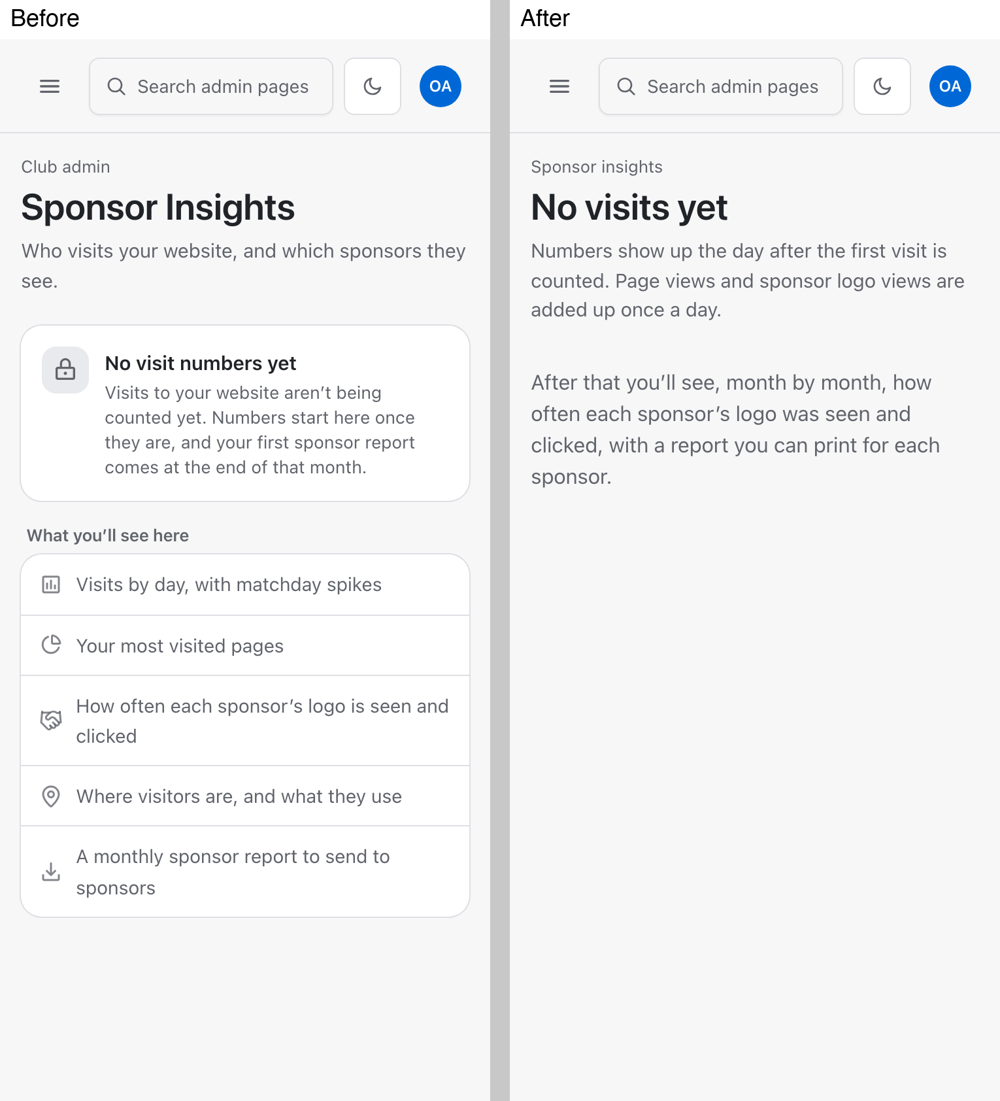 Before
Search admin pages
OA
Club admin
Sponsor Insights
Who visits your website, and which sponsors they
see.
No visit numbers yet
Visits to your website aren’t being
counted yet. Numbers start here once
they are, and your first sponsor report
comes at the end of that month.
What you’ll see here
Visits by day, with matchday spikes
Your most visited pages
How often each sponsor’s logo is seen and
clicked
Where visitors are, and what they use
A monthly sponsor report to send to
sponsors
After
Search admin pages
OA
Sponsor insights
No visits yet
Numbers show up the day after the first visit is
counted. Page views and sponsor logo views are
added up once a day.
After that you’ll see, month by month, how
often each sponsor’s logo was seen and
clicked, with a report you can print for each
sponsor.